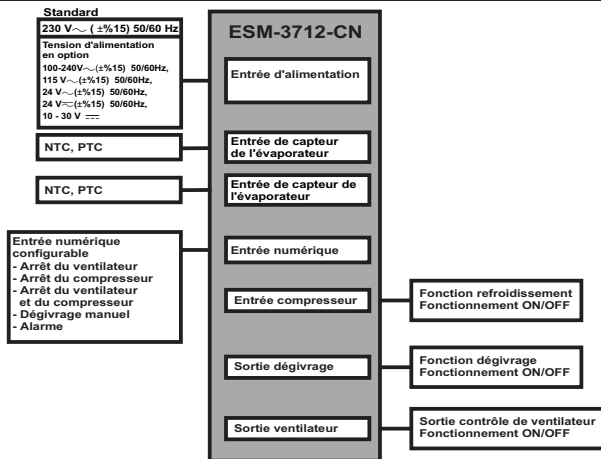 Standard
230 V~ ( ±%15) 50/60 Hz
Tension d'alimentation
en option
100-240V~(±%15) 50/60Hz,
115 V~(±%15) 50/60Hz,
24 V~(±%15) 50/60Hz,
24 V⎓(±%15) 50/60Hz,
10 - 30 V ⎓
NTC, PTC
NTC, PTC
Entrée numérique
configurable
- Arrêt du ventilateur
- Arrêt du compresseur
- Arrêt du ventilateur
et du compresseur
- Dégivrage manuel
- Alarme
ESM-3712-CN
Entrée d'alimentation
Entrée de capteur
de l'évaporateur
Entrée de capteur de
l'évaporateur
Entrée numérique
Entrée compresseur
Sortie dégivrage
Sortie ventilateur
Fonction refroidissement
Fonctionnement ON/OFF
Fonction dégivrage
Fonctionnement ON/OFF
Sortie contrôle de ventilateur
Fonctionnement ON/OFF